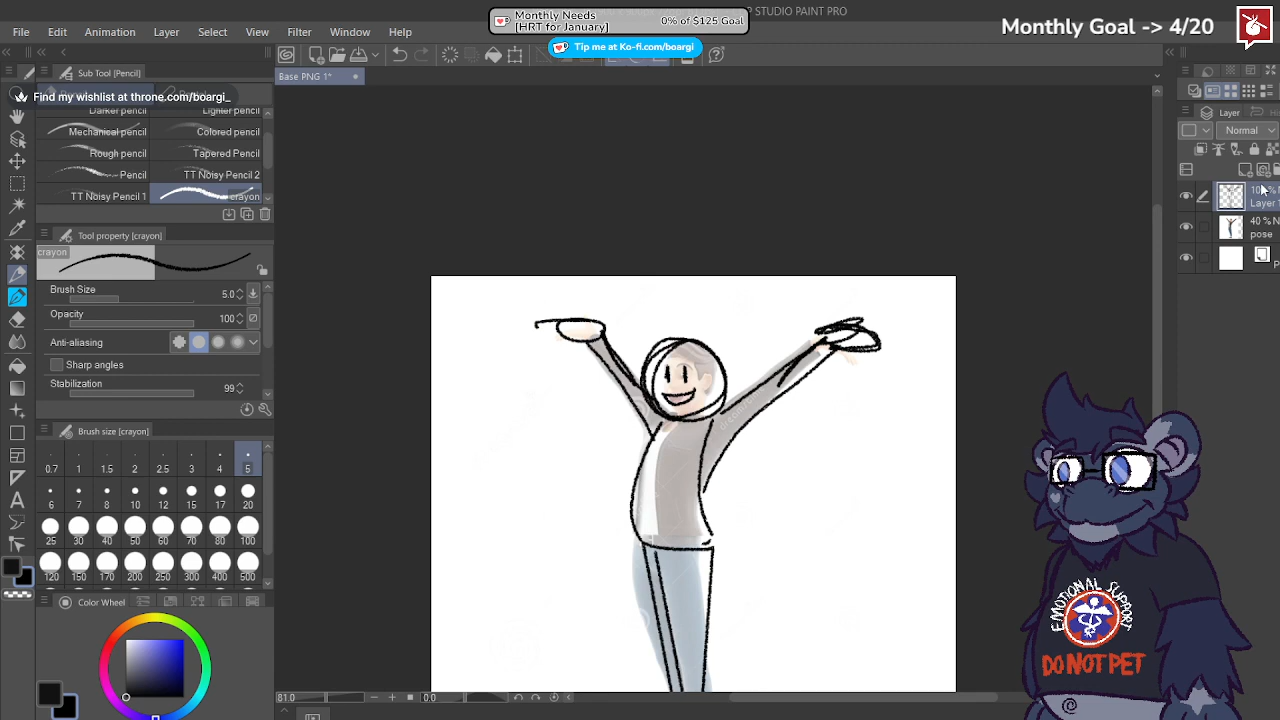 Monthly Needs
[HRT for January]
0% of $125 Goal
STUDIO PAINT PRO
Monthly Goal -> 4/20
File Edit Animation Layer Select View Filter Window Help
Tip me at Ko-fi.com/boargi
Sub Tool [Pencil]
Base PNG 1*
Find my wishlist at throne.com/boargi_
Darker pencil Lighter pencil
Mechanical pencil Colored pencil
Rough pencil Tapered Pencil
Pencil TT Noisy Pencil 2
TT Noisy Pencil 1 crayon
Tool property [crayon]
crayon
Brush Size 5.0
Opacity 100
Anti-aliasing
Sharp angles
Stabilization 99
Brush size [crayon]
0.7 1 1.5 2 2.5 3 4 5
6 7 8 10 12 15 17 20
25 30 40 50 60 70 80 100
120 150 170 200 250 300 400 500
Color Wheel
81.0
0.0
Layer
Normal
Layer
40 % N
pose
P
EMOTIONAL SUPPORT
DO NOT PET